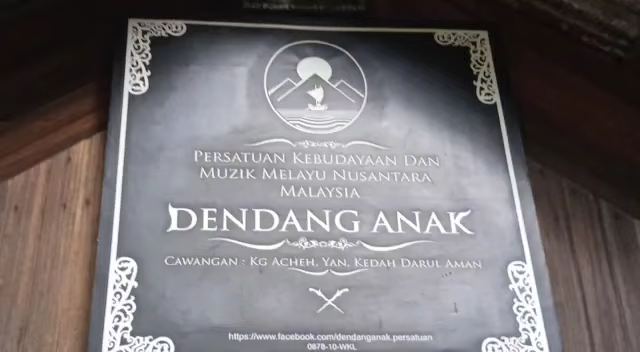 PERSATUAN KEBUDAYAAN DAN
MUZIK MELAYU NUSANTARA
MALAYSIA
DENDANG ANAK
CAWANGAN : KG ACHEH, YAN, KEDAH DARUL AMAN
https://www.facebook.com/dendanganak.persatuan
0878-10-WKL